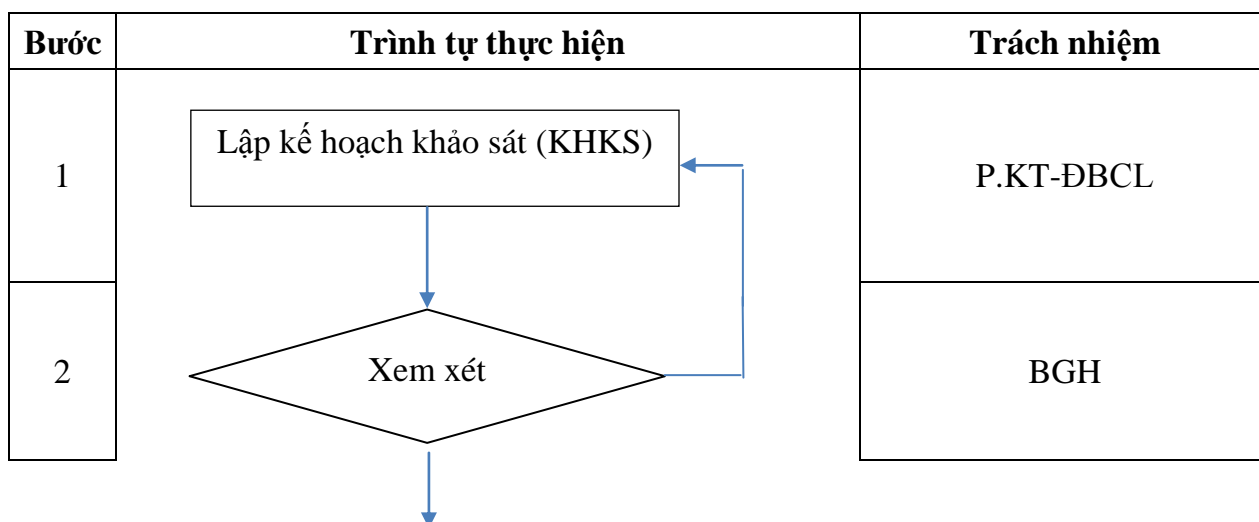 Bước Trình tự thực hiện Trách nhiệm
1 Lập kế hoạch khảo sát (KHKS) P.KT-ĐBCL
2 Xem xét BGH